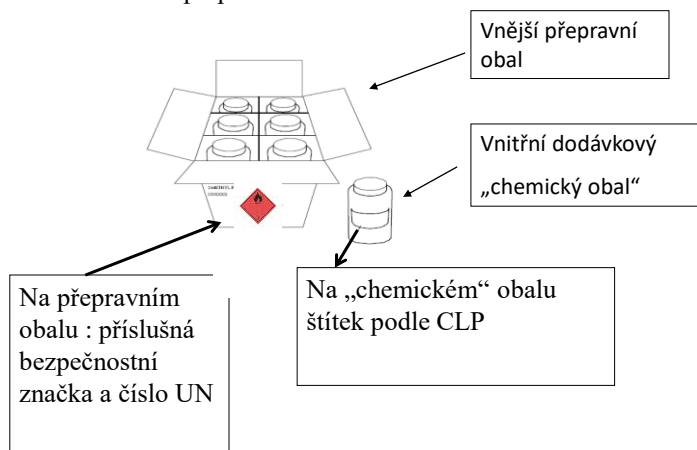 Vnější přepravní
obal
Vnitřní dodávkový
„chemický obal“
Na přepravním
obalu : příslušná
bezpečnostní
značka a číslo UN
Na „chemickém“ obalu
štítek podle CLP